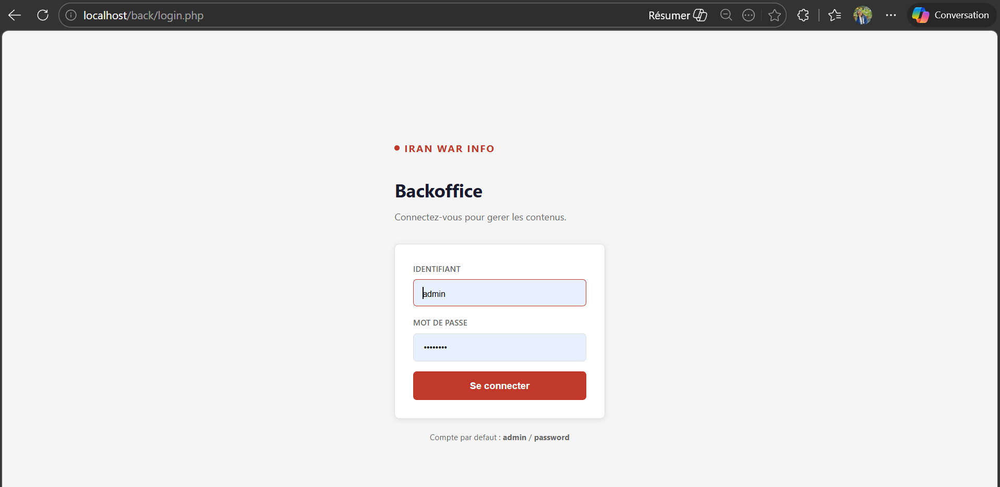 localhost/back/login.php
Résumer
Conversation
IRAN WAR INFO
Backoffice
Connectez-vous pour gerer les contenus.
IDENTIFIANT
admin
MOT DE PASSE
••••••••
Se connecter
Compte par defaut : admin / password